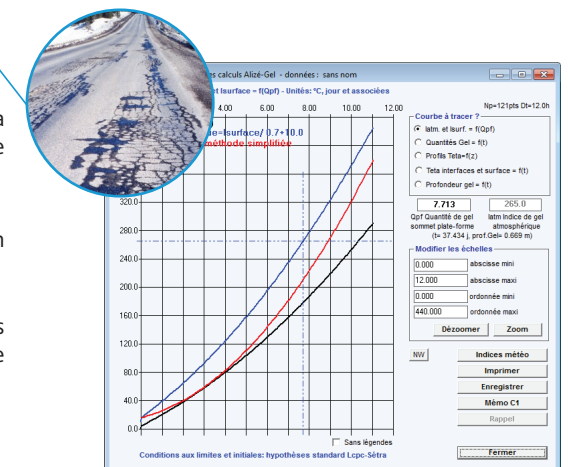 es calculs Alizé-Gel - données : sans nom
et Isurface = f(Qpf) - Unités: °C, jour et associées
4.00 6.00 8.00 10.00 12.00
e=Isurface/ 0.7+10.0
méthode simplifiée
320.0
280.0
240.0
200.0
160.0
120.0
80.0
40.0
0.0
Sans légendes
Conditions aux limites et initiales: hypothèses standard Lcpc-Sétra
Np=121pts Dt=12.0h
Courbe à tracer ?
Iatm. et Isurf. = f(Qpf)
Quantités Gel = f(t)
Profils Teta=f(z)
Teta interfaces et surface = f(t)
Profondeur gel = f(t)
7.713 265.0
Qpf Quantité de gel Iatm Indice de gel
sommet plate-forme atmosphérique
(t= 37.434 j, prof.Gel= 0.669 m)
Modifier les échelles
0.000 abscisse mini
12.000 abscisse maxi
0.000 ordonnée mini
440.000 ordonnée maxi
Dézoomer Zoom
NW Indices météo
Imprimer
Enregistrer
Mémo C1
Rappel
Fermer
a
e
n
s
e